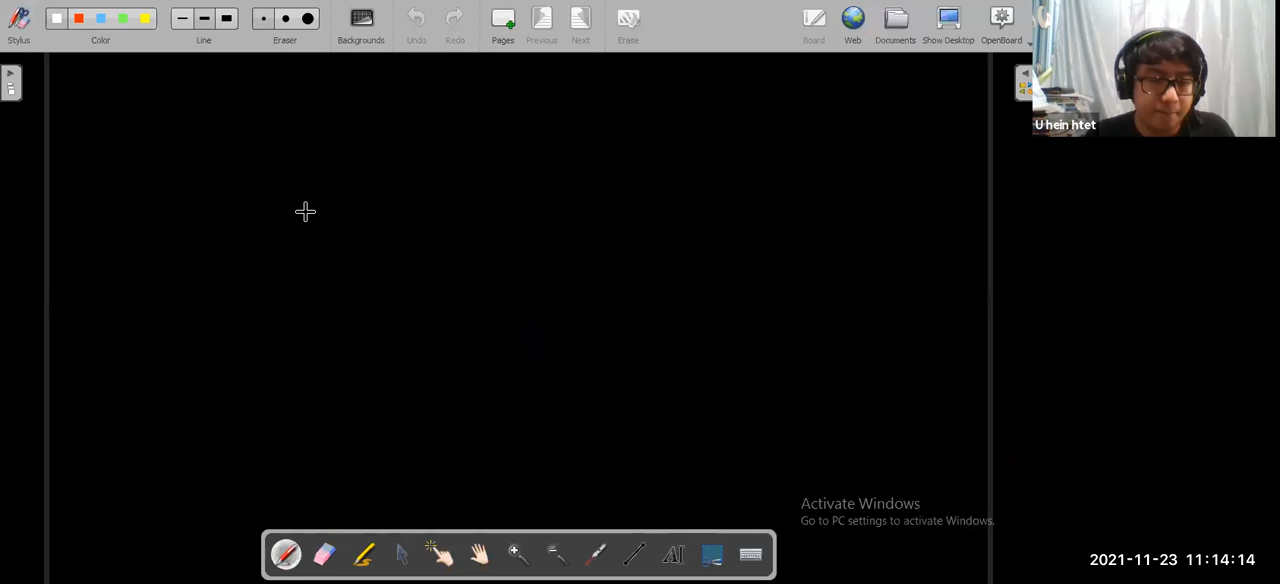 Stylus Color Line Eraser Backgrounds Undo Redo Pages Previous Next Erase Board Web Documents Show Desktop OpenBoard
U hein htet
Activate Windows
Go to PC settings to activate Windows.
AI
2021-11-23 11:14:14